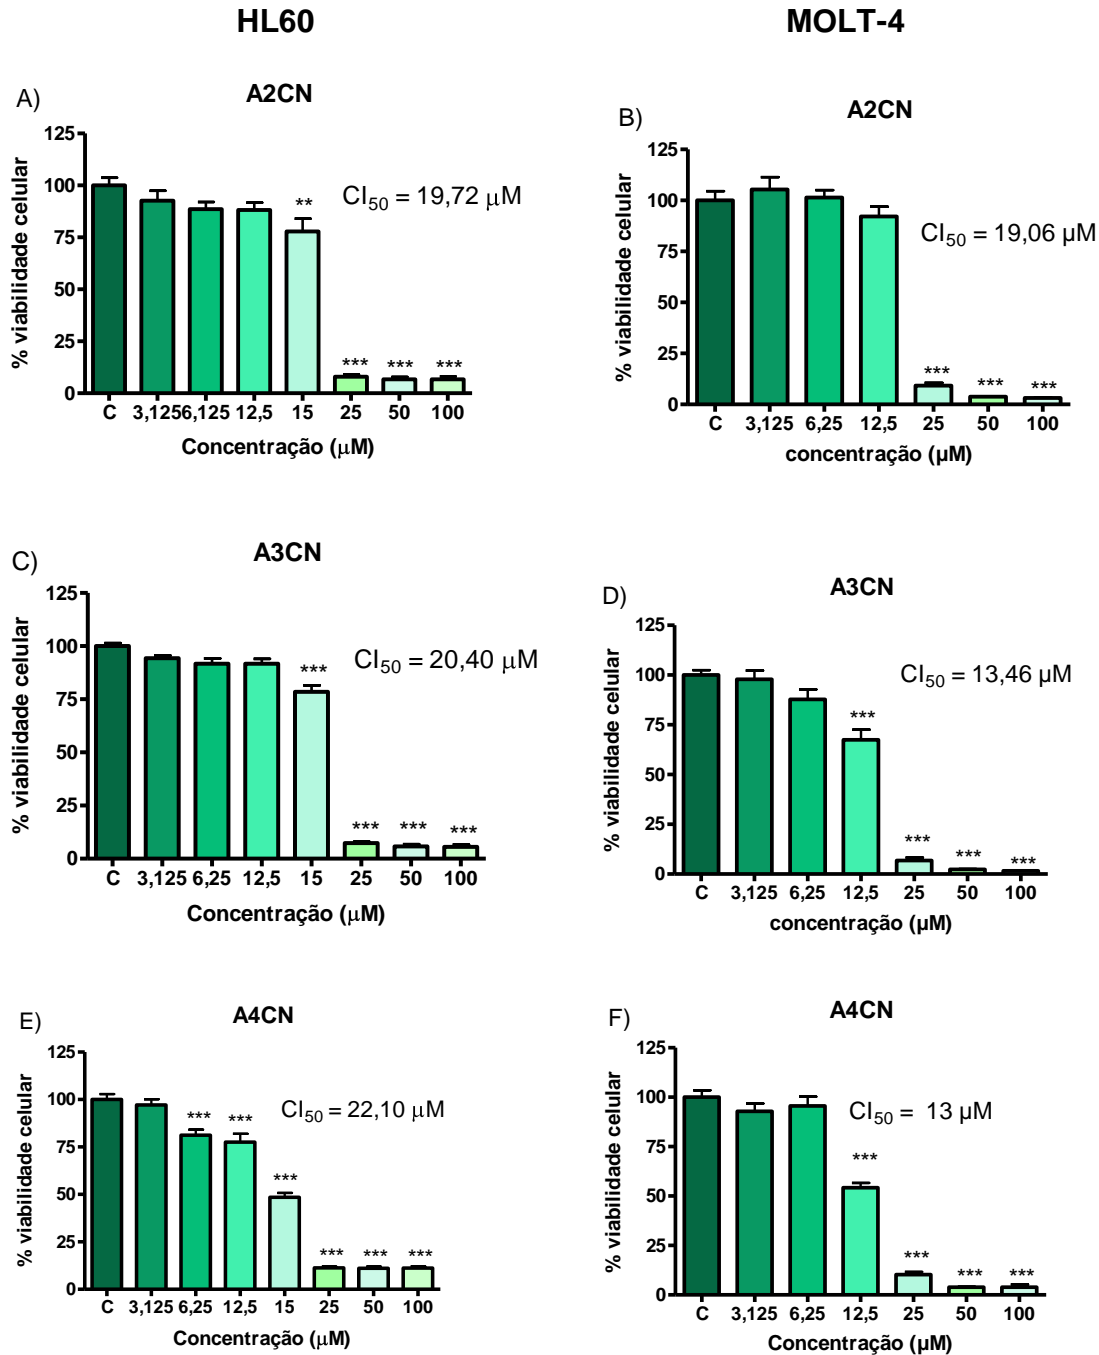 HL60
MOLT-4
A)
A2CN
125
100
75
50
25
0
% viabilidade celular
**
*** *** ***
CI50 = 19,72 μM
C 3,125 6,125 12,5 15 25 50 100
Concentração (μM)
B)
A2CN
125
100
75
50
25
0
% viabilidade celular
*** *** ***
CI50 = 19,06 µM
C 3,125 6,25 12,5 25 50 100
concentração (µM)
C)
A3CN
125
100
75
50
25
0
% viabilidade celular
***
*** *** ***
CI50 = 20,40 μM
C 3,125 6,25 12,5 15 25 50 100
Concentração (μM)
D)
A3CN
125
100
75
50
25
0
% viabilidade celular
***
*** *** ***
CI50 = 13,46 µM
C 3,125 6,25 12,5 25 50 100
concentração (µM)
E)
A4CN
125
100
75
50
25
0
% viabilidade celular
*** ***
***
*** *** ***
CI50 = 22,10 μM
C 3,125 6,25 12,5 15 25 50 100
Concentração (μM)
F)
A4CN
125
100
75
50
25
0
% viabilidade celular
***
*** *** ***
CI50 = 13 µM
C 3,125 6,25 12,5 25 50 100
Concentração (µM)